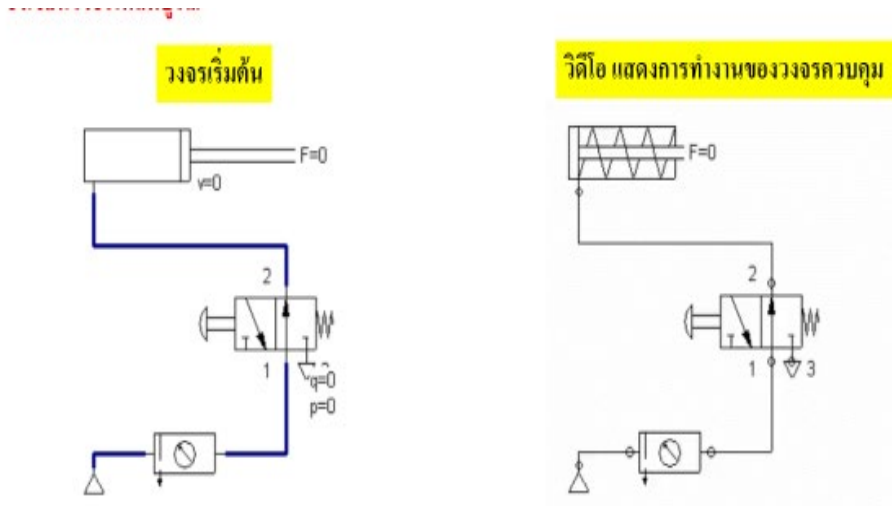 วงจรเริ่มต้น
วิดีโอ แสดงการทำงานของวงจรควบคุม
F=0
v=0
2
1
q=0
p=0
F=0
2
1
3